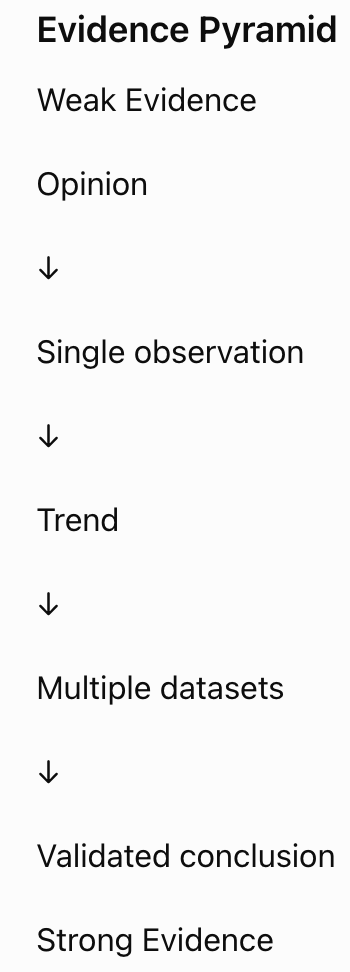 Evidence Pyramid
Weak Evidence
Opinion
↓
Single observation
↓
Trend
↓
Multiple datasets
↓
Validated conclusion
Strong Evidence